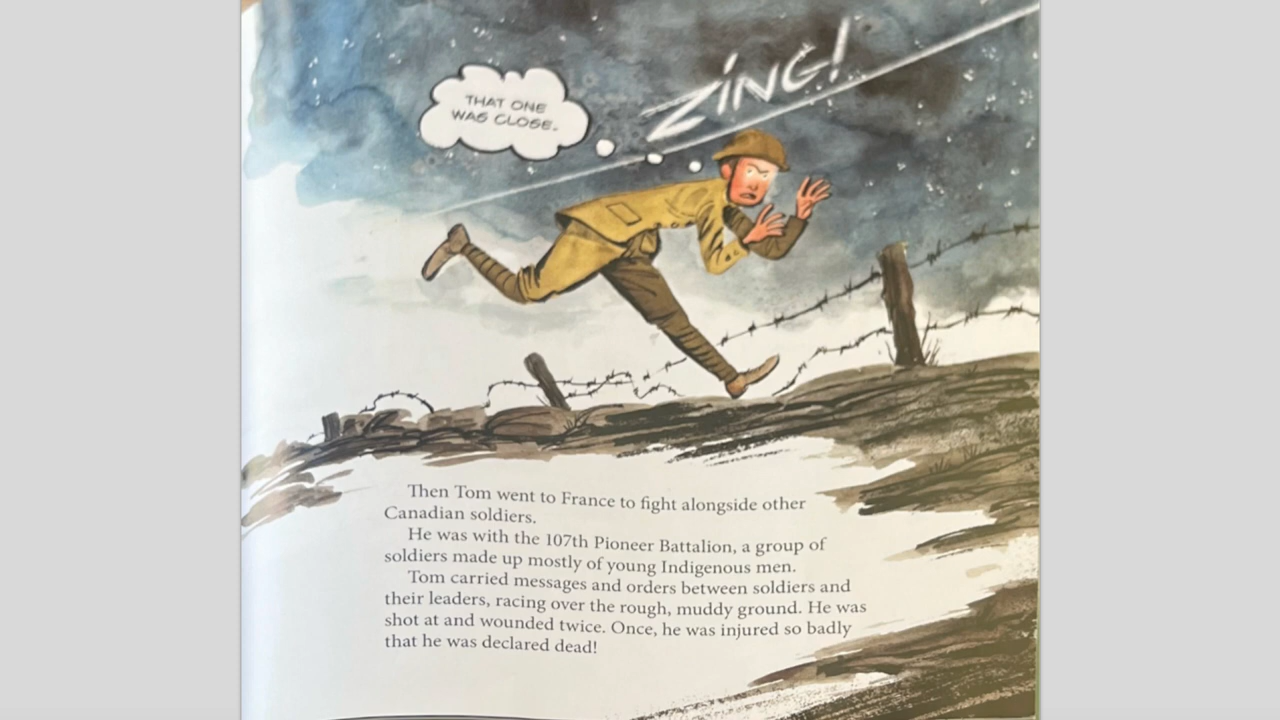 ZING!
THAT ONE
WAS CLOSE.
Then Tom went to France to fight alongside other
Canadian soldiers.
He was with the 107th Pioneer Battalion, a group of
soldiers made up mostly of young Indigenous men.
Tom carried messages and orders between soldiers and
their leaders, racing over the rough, muddy ground. He was
shot at and wounded twice. Once, he was injured so badly
that he was declared dead!